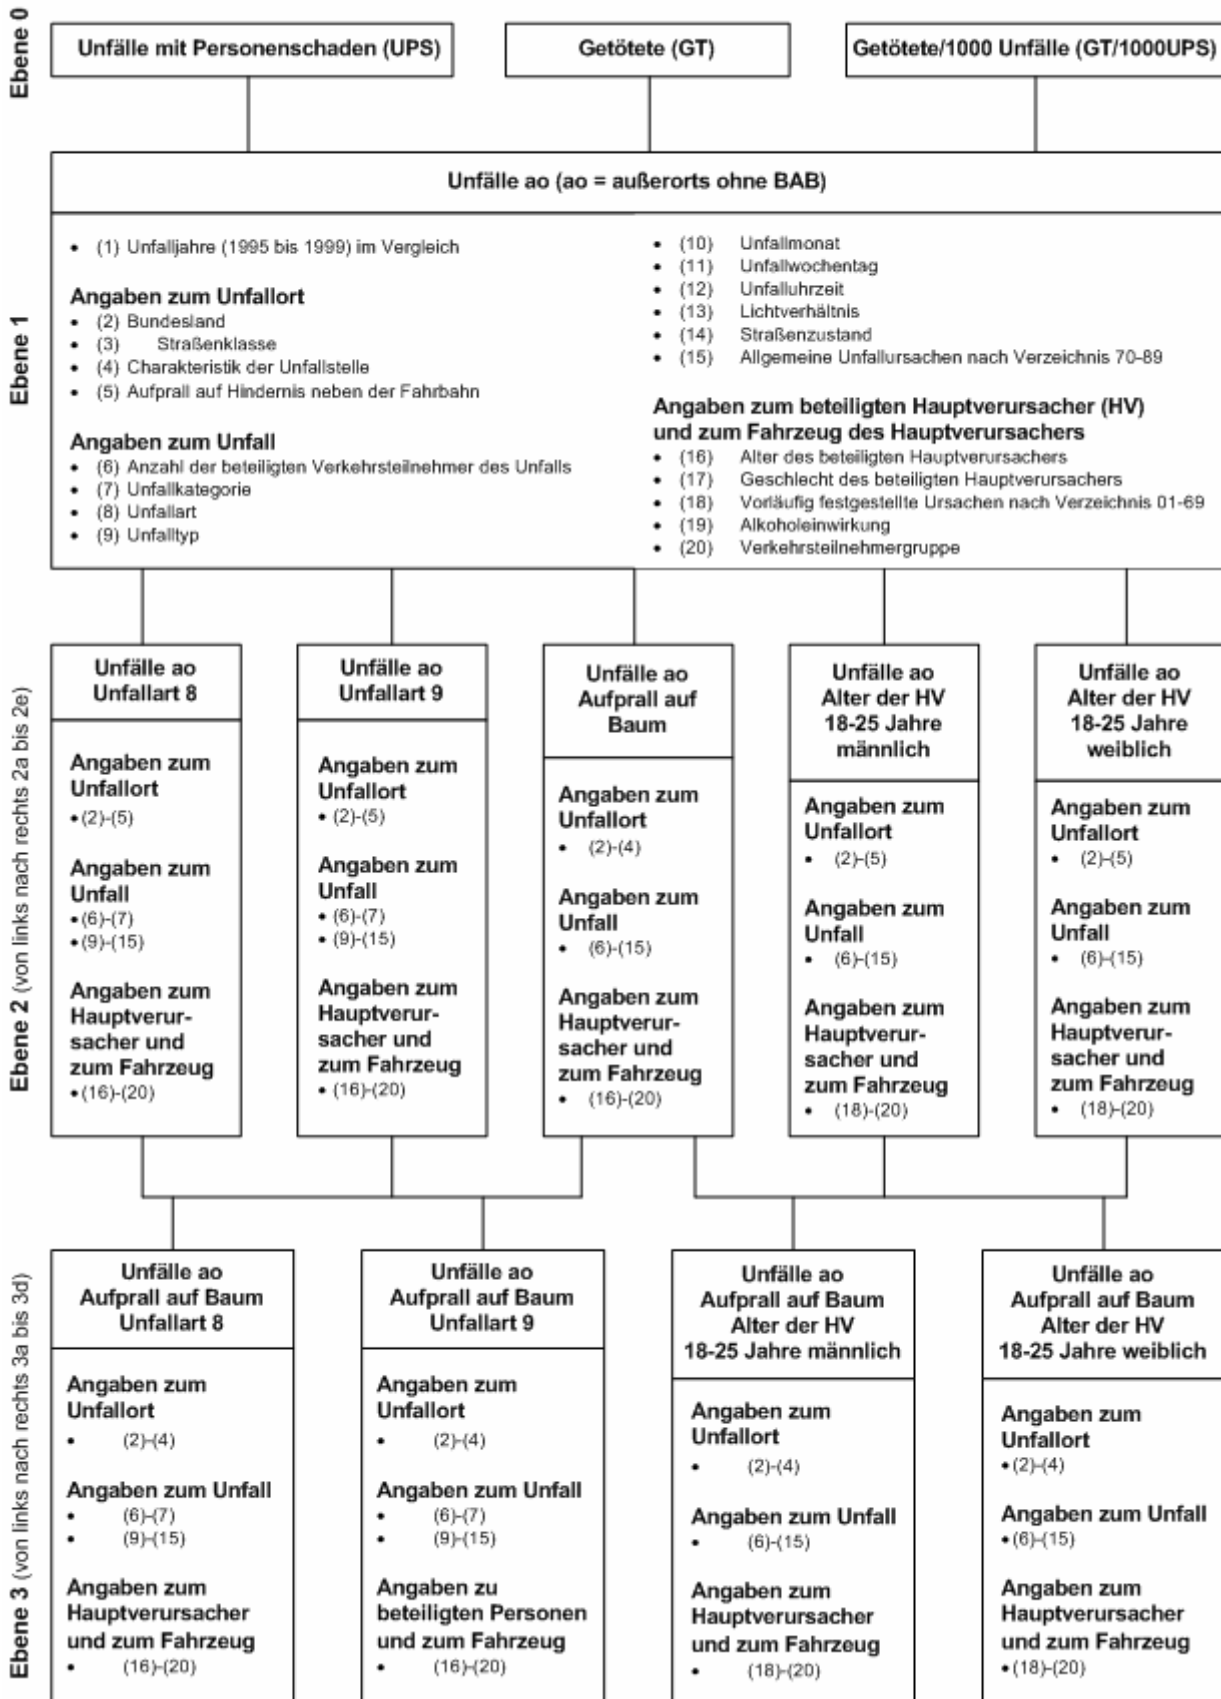 Ebene 0
Unfälle mit Personenschaden (UPS)
Getötete (GT)
Getötete/1000 Unfälle (GT/1000UPS)
Ebene 1
Unfälle ao (ao = außerorts ohne BAB)
• (1) Unfalljahre (1995 bis 1999) im Vergleich
Angaben zum Unfallort
• (2) Bundesland
• (3) Straßenklasse
• (4) Charakteristik der Unfallstelle
• (5) Aufprall auf Hindernis neben der Fahrbahn
Angaben zum Unfall
• (6) Anzahl der beteiligten Verkehrsteilnehmer des Unfalls
• (7) Unfallkategorie
• (8) Unfallart
• (9) Unfalltyp
• (10) Unfallmonat
• (11) Unfallwochentag
• (12) Unfalluhrzeit
• (13) Lichtverhältnis
• (14) Straßenzustand
• (15) Allgemeine Unfallursachen nach Verzeichnis 70-89
Angaben zum beteiligten Hauptverursacher (HV)
und zum Fahrzeug des Hauptverursachers
• (16) Alter des beteiligten Hauptverursachers
• (17) Geschlecht des beteiligten Hauptverursachers
• (18) Vorläufig festgestellte Ursachen nach Verzeichnis 01-69
• (19) Alkoholeinwirkung
• (20) Verkehrsteilnehmergruppe
Ebene 2 (von links nach rechts 2a bis 2e)
Unfälle ao
Unfallart 8
Angaben zum
Unfallort
• (2)-(5)
Angaben zum
Unfall
• (6)-(7)
• (9)-(15)
Angaben zum
Hauptverur-
sacher und
zum Fahrzeug
• (16)-(20)
Unfälle ao
Unfallart 9
Angaben zum
Unfallort
• (2)-(5)
Angaben zum
Unfall
• (6)-(7)
• (9)-(15)
Angaben zum
Hauptverur-
sacher und
zum Fahrzeug
• (16)-(20)
Unfälle ao
Aufprall auf
Baum
Angaben zum
Unfallort
• (2)-(4)
Angaben zum
Unfall
• (6)-(15)
Angaben zum
Hauptverur-
sacher und
zum Fahrzeug
• (16)-(20)
Unfälle ao
Alter der HV
18-25 Jahre
männlich
Angaben zum
Unfallort
• (2)-(5)
Angaben zum
Unfall
• (6)-(15)
Angaben zum
Hauptverur-
sacher und
zum Fahrzeug
• (18)-(20)
Unfälle ao
Alter der HV
18-25 Jahre
weiblich
Angaben zum
Unfallort
• (2)-(5)
Angaben zum
Unfall
• (6)-(15)
Angaben zum
Hauptverur-
sacher und
zum Fahrzeug
• (18)-(20)
Ebene 3 (von links nach rechts 3a bis 3d)
Unfälle ao
Aufprall auf Baum
Unfallart 8
Angaben zum
Unfallort
• (2)-(4)
Angaben zum Unfall
• (6)-(7)
• (9)-(15)
Angaben zum
Hauptverursacher
und zum Fahrzeug
• (16)-(20)
Unfälle ao
Aufprall auf Baum
Unfallart 9
Angaben zum
Unfallort
• (2)-(4)
Angaben zum Unfall
• (6)-(7)
• (9)-(15)
Angaben zu
beteiligten Personen
und zum Fahrzeug
• (16)-(20)
Unfälle ao
Aufprall auf Baum
Alter der HV
18-25 Jahre männlich
Angaben zum
Unfallort
• (2)-(4)
Angaben zum Unfall
• (6)-(15)
Angaben zum
Hauptverursacher
und zum Fahrzeug
• (18)-(20)
Unfälle ao
Aufprall auf Baum
Alter der HV
18-25 Jahre weiblich
Angaben zum
Unfallort
• (2)-(4)
Angaben zum Unfall
• (6)-(15)
Angaben zum
Hauptverursacher
und zum Fahrzeug
• (18)-(20)